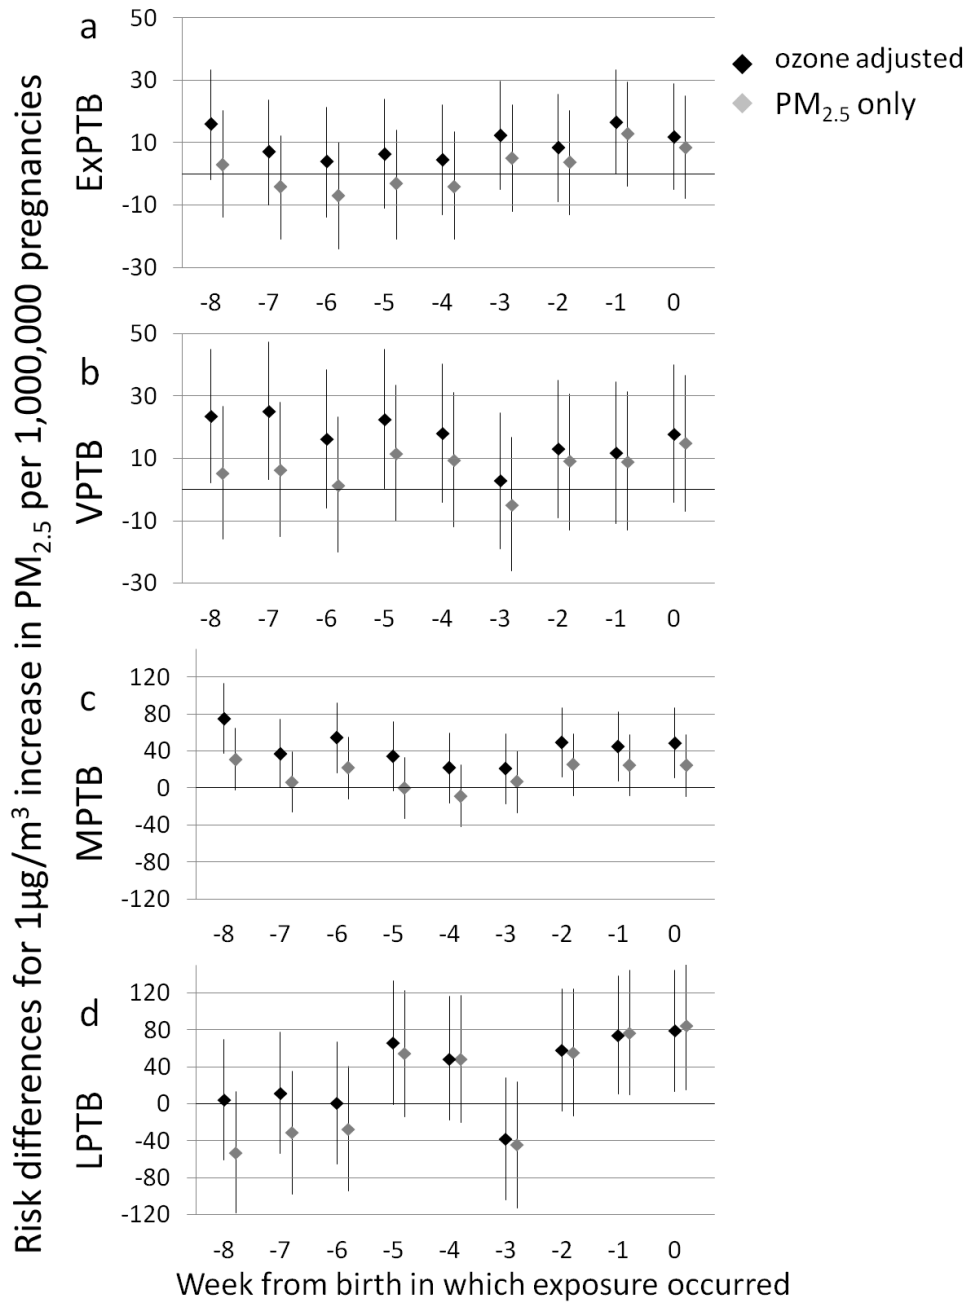 Risk differences for 1µg/m³ increase in PM₂.₅ per 1,000,000 pregnancies
ozone adjusted
PM₂.₅ only
a
ExPTB
50
30
10
-10
-30
-8 -7 -6 -5 -4 -3 -2 -1 0
b
VPTB
50
30
10
-10
-30
-8 -7 -6 -5 -4 -3 -2 -1 0
c
MPTB
120
80
40
0
-40
-80
-120
-8 -7 -6 -5 -4 -3 -2 -1 0
d
LPTB
120
80
40
0
-40
-80
-120
-8 -7 -6 -5 -4 -3 -2 -1 0
Week from birth in which exposure occurred